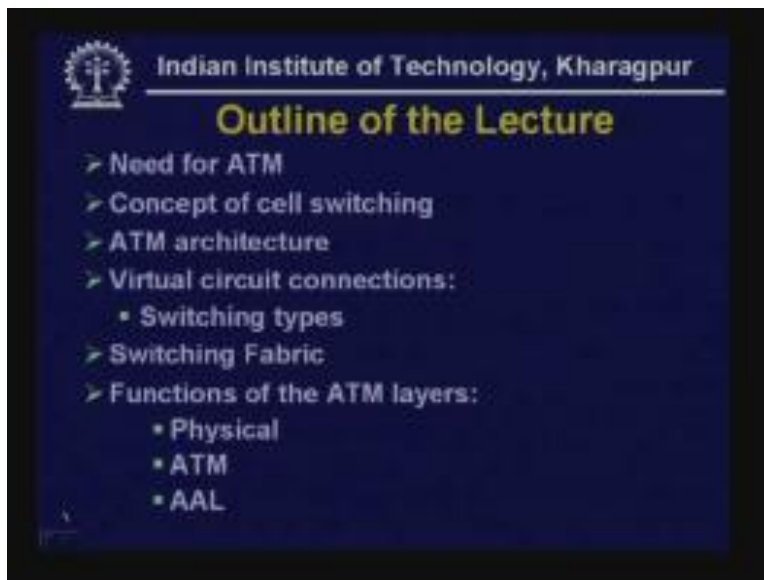 Indian Institute of Technology, Kharagpur
Outline of the Lecture
➢ Need for ATM
➢ Concept of cell switching
➢ ATM architecture
➢ Virtual circuit connections:
▪ Switching types
➢ Switching Fabric
➢ Functions of the ATM layers:
▪ Physical
▪ ATM
▪ AAL